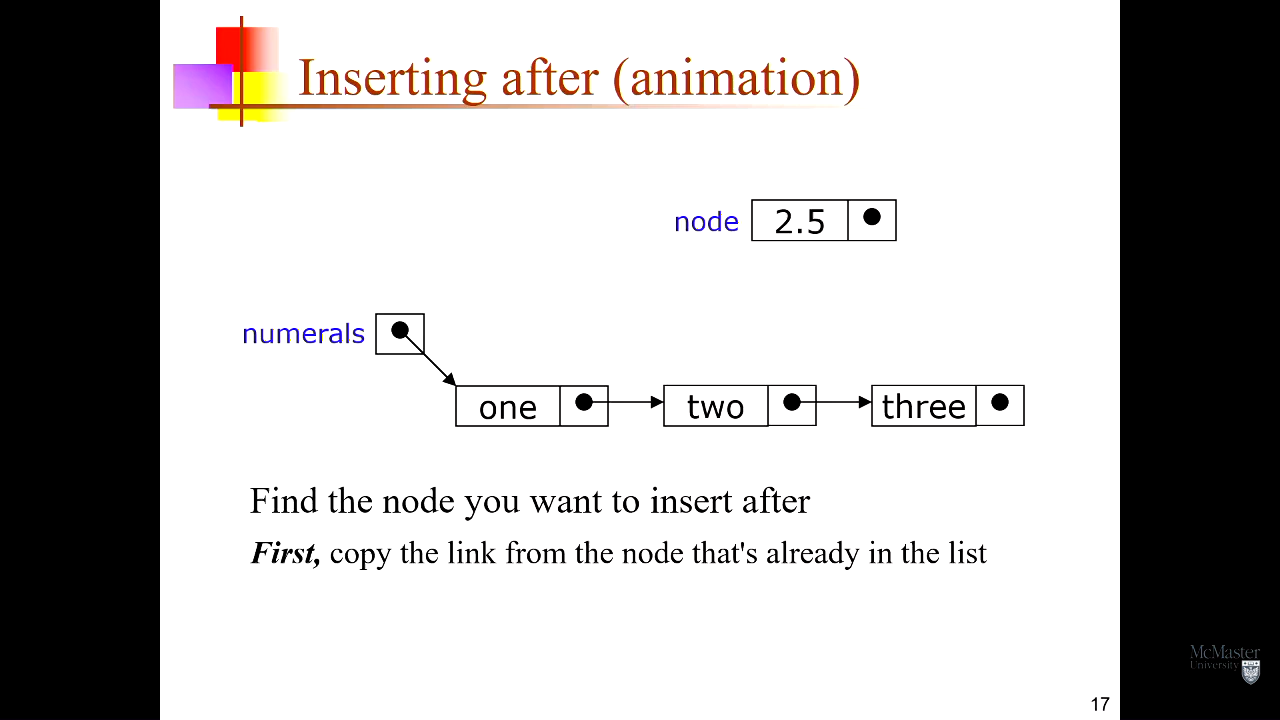 Inserting after (animation)
node 2.5
numerals
one two three
Find the node you want to insert after
First, copy the link from the node that's already in the list
McMaster
University
17